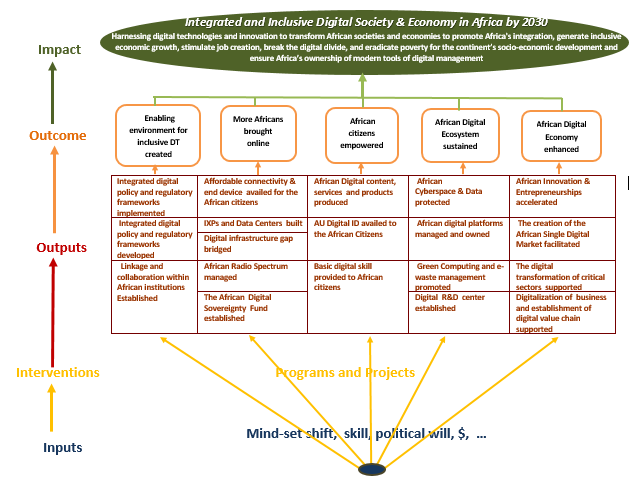 Integrated and Inclusive Digital Society & Economy in Africa by 2030
Harnessing digital technologies and innovation to transform African societies and economies to promote Africa's integration, generate inclusive
economic growth, stimulate job creation, break the digital divide, and eradicate poverty for the continent's socio-economic development and
ensure Africa's ownership of modern tools of digital management
Impact
Outcome
Enabling
environment for
inclusive DT
created
More Africans
brought
online
African
citizens
empowered
African Digital
Ecosystem
sustained
African Digital
Economy
enhanced
Outputs
Integrated digital
policy and regulatory
frameworks
implemented
Affordable connectivity &
end device availed for the
African citizens
African Digital content,
services and products
produced
African
Cyberspace & Data
protected
African Innovation &
Entrepreneurships
accelerated
Integrated digital
policy and regulatory
frameworks
developed
IXPs and Data Centers built
Digital infrastructure gap
bridged
AU Digital ID availed to
the African Citizens
African digital platforms
managed and owned
The creation of the
African Single Digital
Market facilitated
Linkage and
collaboration within
African institutions
Established
African Radio Spectrum
managed
The African Digital
Sovereignty Fund
established
Basic digital skill
provided to African
citizens
Green Computing and e-
waste management
promoted
Digital R&D center
established
The digital
transformation of critical
sectors supported
Digitalization of business
and establishment of
digital value chain
supported
Interventions
Programs and Projects
Inputs
Mind-set shift, skill, political will, $, ...